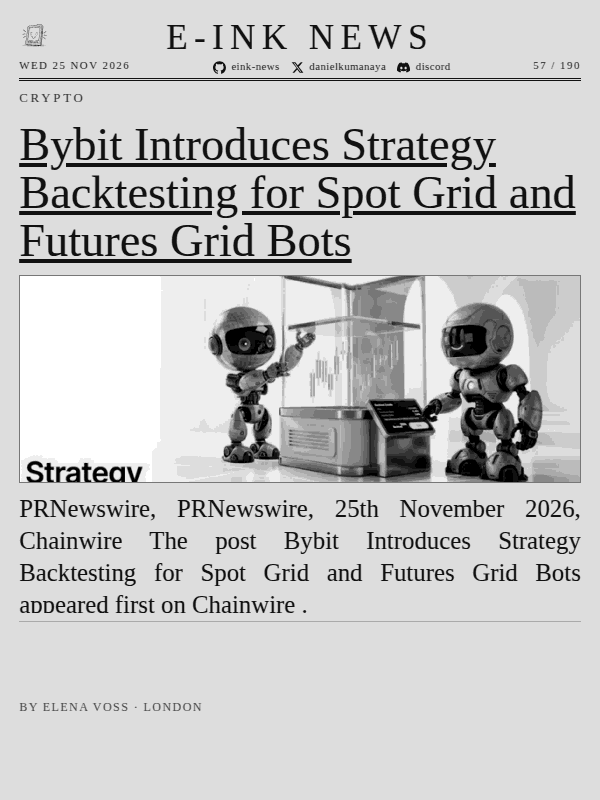 E-INK NEWS
WED 25 NOV 2026
eink-news danielkumanaya discord
57 / 190
CRYPTO
Bybit Introduces Strategy
Backtesting for Spot Grid and
Futures Grid Bots
Strategy
PRNewswire, PRNewswire, 25th November 2026,
Chainwire The post Bybit Introduces Strategy
Backtesting for Spot Grid and Futures Grid Bots
appeared first on Chainwire .
BY ELENA VOSS · LONDON